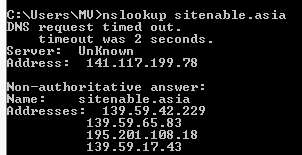 C:\Users\MV>nslookup sitenable.asia
DNS request timed out.
    timeout was 2 seconds.
Server:  UnKnown
Address:  141.117.199.78

Non-authoritative answer:
Name:    sitenable.asia
Addresses:  139.59.42.229
          139.59.65.83
          195.201.108.18
          139.59.17.43